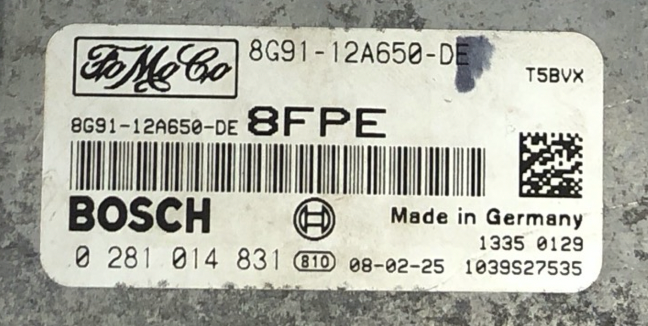 FoMoCo 8G91-12A650-DE
T5BVX
8G91-12A650-DE 8FPE
BOSCH Made in Germany
1335 0129
0 281 014 831 810 08-02-25 1039S27535